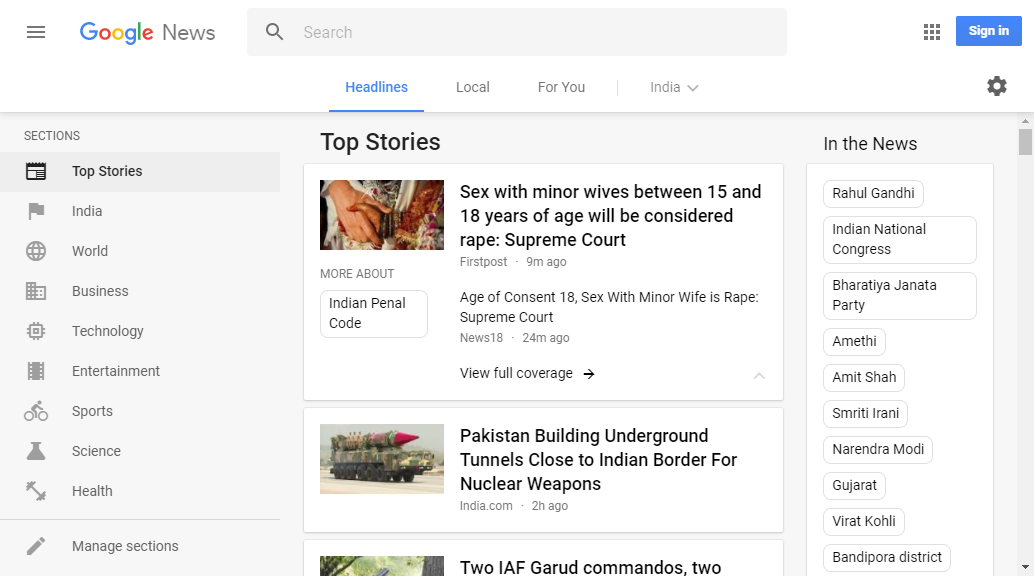 Google News
Search
Sign in
Headlines
Local
For You
India
SECTIONS
Top Stories
India
World
Business
Technology
Entertainment
Sports
Science
Health
Manage sections
Top Stories
Sex with minor wives between 15 and
18 years of age will be considered
rape: Supreme Court
Firstpost · 9m ago
MORE ABOUT
Indian Penal
Code
Age of Consent 18, Sex With Minor Wife is Rape:
Supreme Court
News18 · 24m ago
View full coverage →
Pakistan Building Underground
Tunnels Close to Indian Border For
Nuclear Weapons
India.com · 2h ago
Two IAF Garud commandos, two
In the News
Rahul Gandhi
Indian National
Congress
Bharatiya Janata
Party
Amethi
Amit Shah
Smriti Irani
Narendra Modi
Gujarat
Virat Kohli
Bandipora district